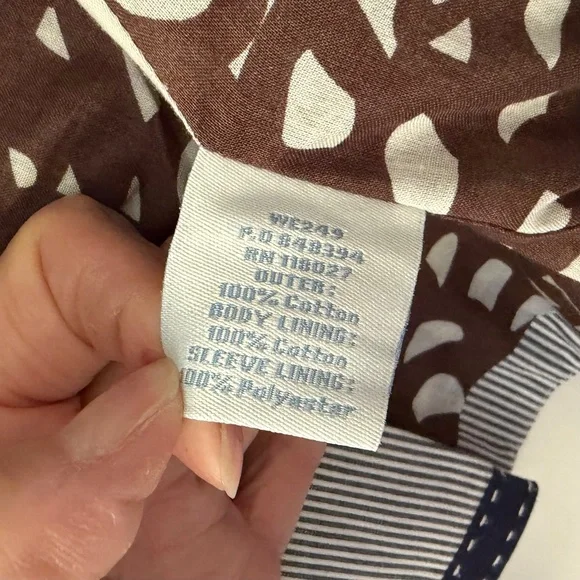 WE249
P.O 848394
RN 118027
OUTER:
100% Cotton
BODY LINING:
100% Cotton
SLEEVE LINING:
100% Polyester